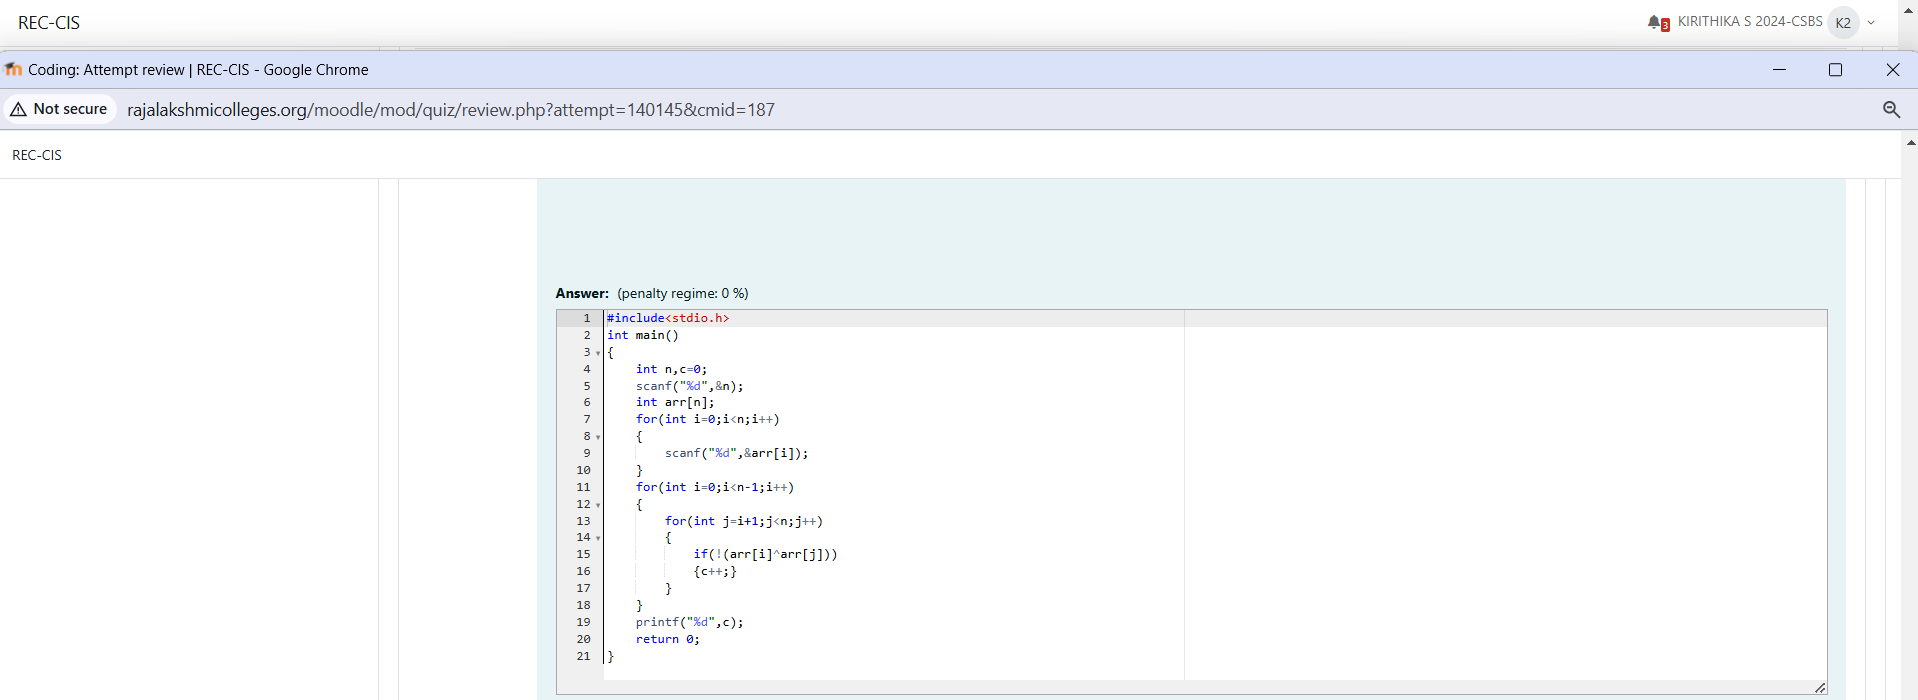 REC-CIS
3 KIRITHIKA S 2024-CSBS K2
Coding: Attempt review | REC-CIS - Google Chrome
Not secure rajalakshmicolleges.org/moodle/mod/quiz/review.php?attempt=140145&cmid=187
REC-CIS
Answer: (penalty regime: 0 %)
1 #include<stdio.h>
2 int main()
3 {
4     int n,c=0;
5     scanf("%d",&n);
6     int arr[n];
7     for(int i=0;i<n;i++)
8     {
9         scanf("%d",&arr[i]);
10     }
11     for(int i=0;i<n-1;i++)
12     {
13         for(int j=i+1;j<n;j++)
14         {
15             if(!(arr[i]^arr[j]))
16             {c++;}
17         }
18     }
19     printf("%d",c);
20     return 0;
21 }